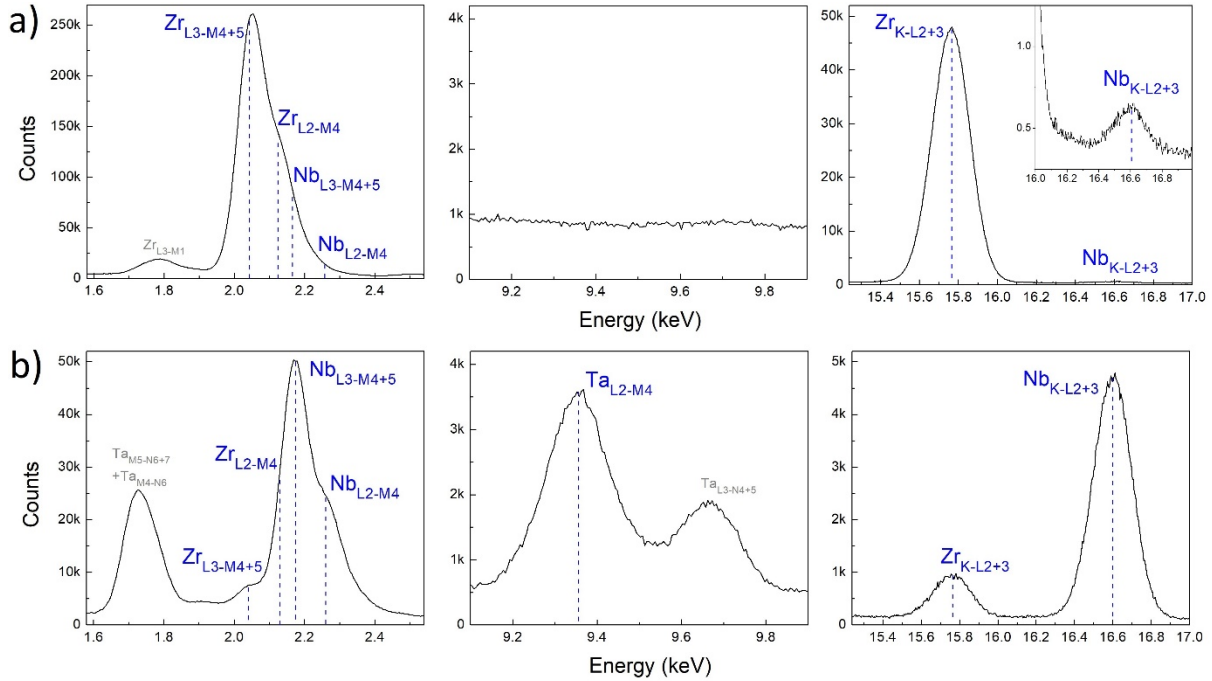 a)
Counts
250k
200k
150k
100k
50k
0
1.6 1.8 2.0 2.2 2.4
Zr L3-M4+5
Zr L2-M4
Nb L3-M4+5
Nb L2-M4
Zr L3-M1
4k
3k
2k
1k
0
9.2 9.4 9.6 9.8
Energy (keV)
50k
40k
30k
20k
10k
0
15.4 15.6 15.8 16.0 16.2 16.4 16.6 16.8 17.0
Zr K-L2+3
Nb K-L2+3
1.0
0.5
16.0 16.2 16.4 16.6 16.8
Nb K-L2+3
b)
Counts
50k
40k
30k
20k
10k
0
1.6 1.8 2.0 2.2 2.4
Nb L3-M4+5
Zr L2-M4
Nb L2-M4
Ta M5-N6+7
+Ta M4-N6
Zr L3-M4+5
4k
3k
2k
1k
0
9.2 9.4 9.6 9.8
Energy (keV)
Ta L2-M4
Ta L3-N4+5
5k
4k
3k
2k
1k
0
15.4 15.6 15.8 16.0 16.2 16.4 16.6 16.8 17.0
Nb K-L2+3
Zr K-L2+3